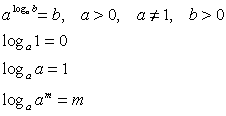 a^{log_a b} = b, a > 0, a ≠ 1, b > 0
log_a 1 = 0
log_a a = 1
log_a a^m = m